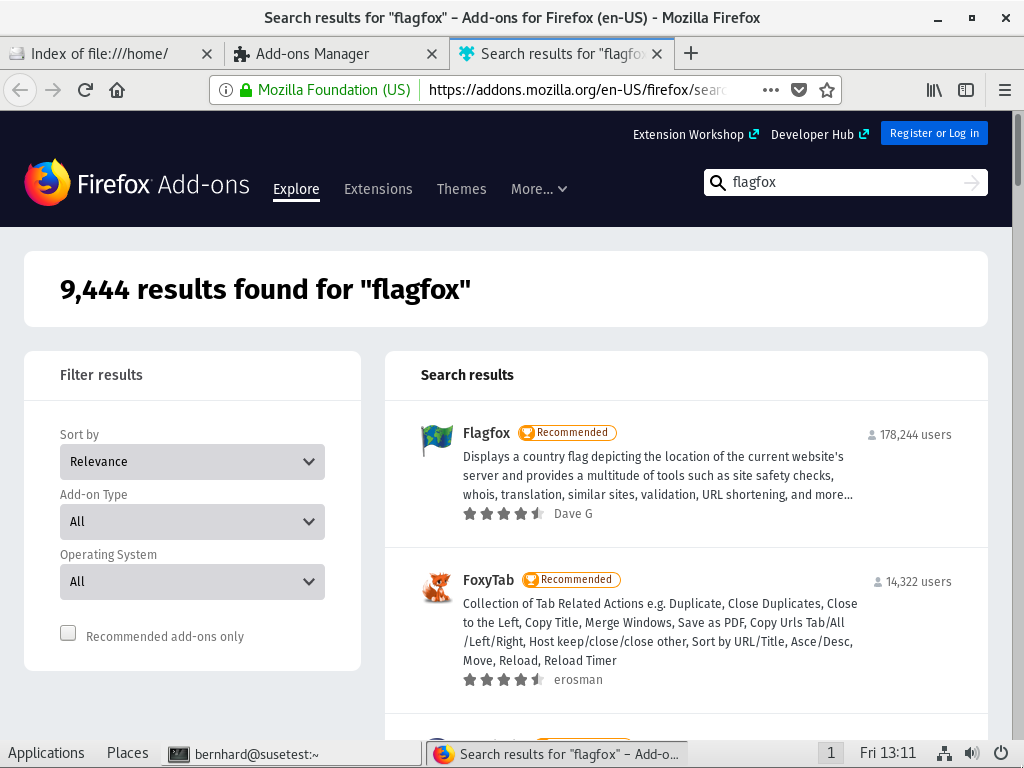 Search results for "flagfox" – Add-ons for Firefox (en-US) - Mozilla Firefox
Index of file:///home/
Add-ons Manager
Search results for "flagfo
Mozilla Foundation (US)
https://addons.mozilla.org/en-US/firefox/sear
Extension Workshop
Developer Hub
Register or Log in
Firefox Add-ons
Explore
Extensions
Themes
More...
flagfox
9,444 results found for "flagfox"
Filter results
Sort by
Relevance
Add-on Type
All
Operating System
All
Recommended add-ons only
Search results
Flagfox
Recommended
178,244 users
Displays a country flag depicting the location of the current website's
server and provides a multitude of tools such as site safety checks,
whois, translation, similar sites, validation, URL shortening, and more...
Dave G
FoxyTab
Recommended
14,322 users
Collection of Tab Related Actions e.g. Duplicate, Close Duplicates, Close
to the Left, Copy Title, Merge Windows, Save as PDF, Copy Urls Tab/All
/Left/Right, Host keep/close/close other, Sort by URL/Title, Asce/Desc,
Move, Reload, Reload Timer
erosman
Applications
Places
bernhard@susetest:~
Search results for "flagfox" – Add-o...
1
Fri 13:11